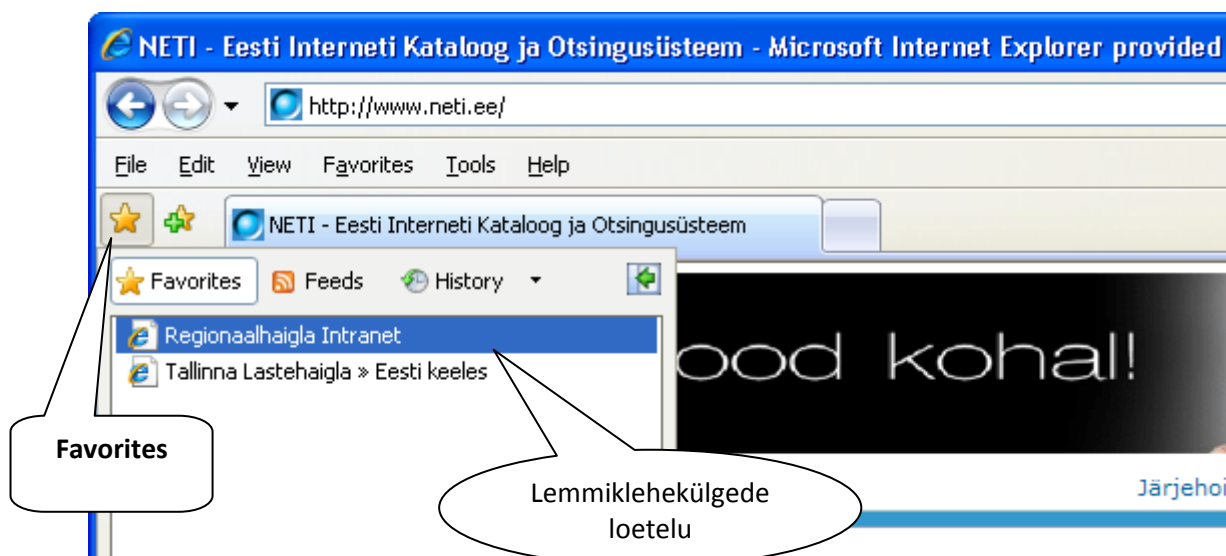 NETI - Eesti Interneti Kataloog ja Otsingusüsteem - Microsoft Internet Explorer provided
http://www.neti.ee/
File Edit View Favorites Tools Help
NETI - Eesti Interneti Kataloog ja Otsingusüsteem
Favorites Feeds History
Regionaalhaigla Intranet
Tallinna Lastehaigla » Eesti keeles
ood kohal!
Favorites
Lemmiklehekülgede
loetelu
Järjehoi